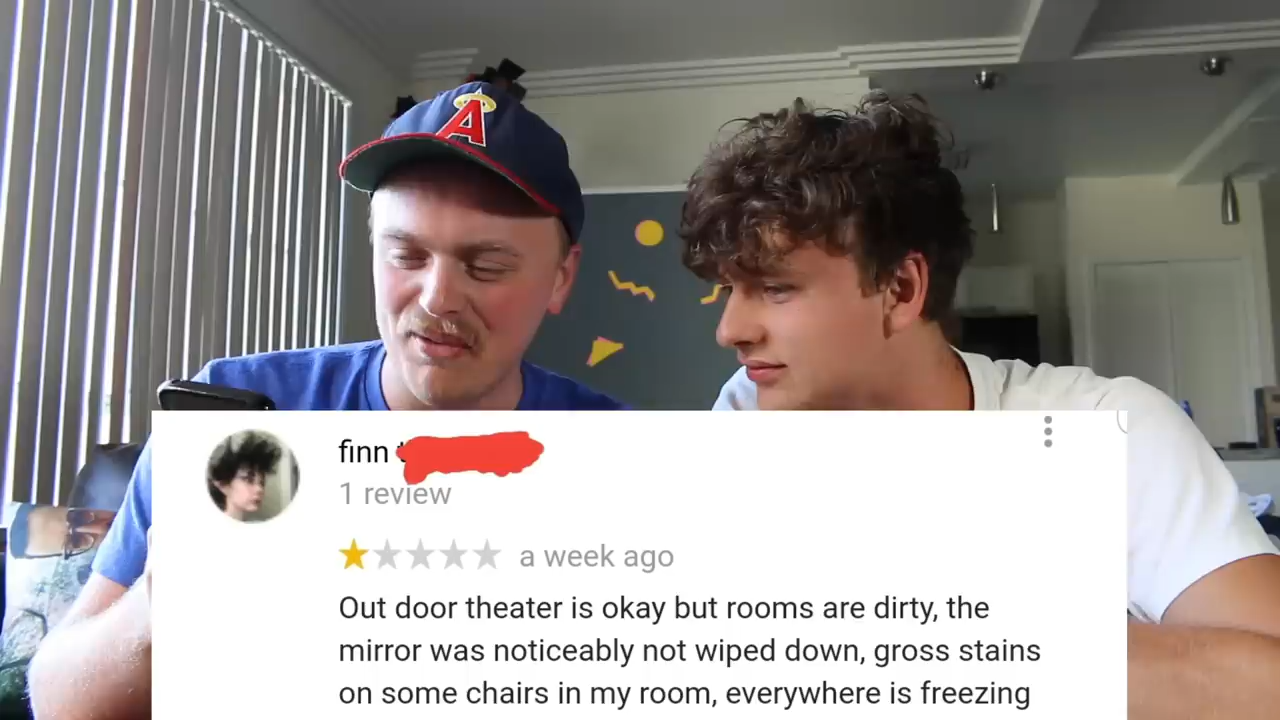 A
finn
1 review
a week ago
Out door theater is okay but rooms are dirty, the
mirror was noticeably not wiped down, gross stains
on some chairs in my room, everywhere is freezing